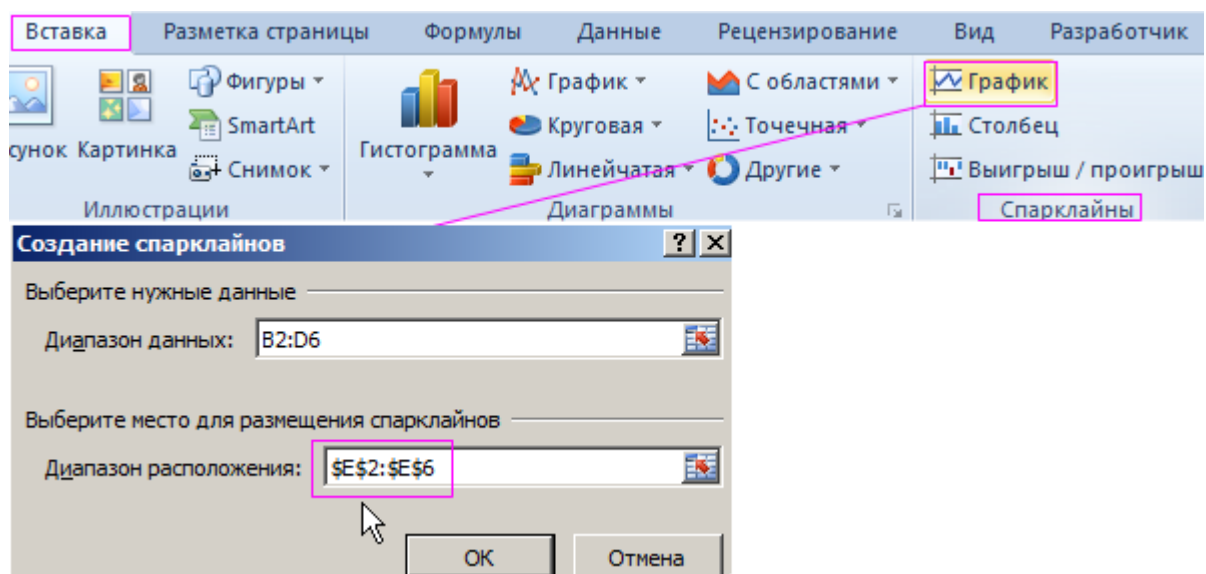 Вставка Разметка страницы Формулы Данные Рецензирование Вид Разработчик
Фигуры График С областями График
SmartArt Круговая Точечная Столбец
сунок Картинка Снимок Гистограмма Линейчатая Другие Выигрыш / проигрыш
Иллюстрации Диаграммы Спарклайны
Создание спарклайнов ?
Выберите нужные данные
Диапазон данных: B2:D6
Выберите место для размещения спарклайнов
Диапазон расположения: $E$2:$E$6
OK Отмена